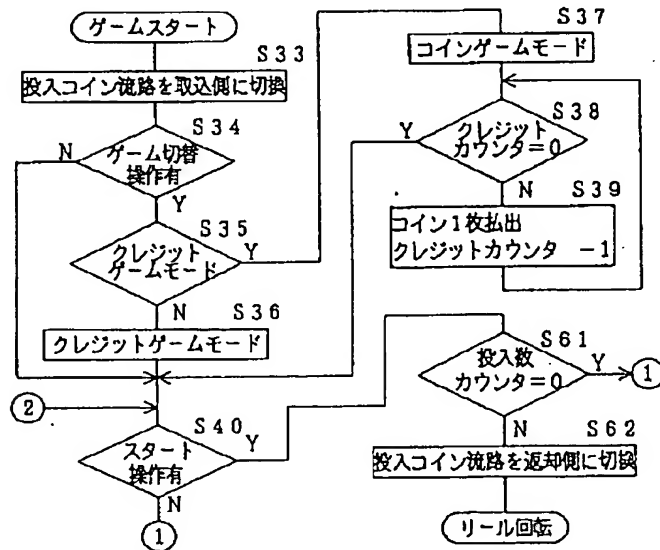 ゲームスタート
S33
投入コイン流路を取込側に切換
S34
N
ゲーム切替
操作有
Y
S35
クレジット
ゲームモード
Y
N
S36
クレジットゲームモード
②
S40
スタート
操作有
Y
N
①
S37
コインゲームモード
S38
Y
クレジット
カウンタ=0
N
S39
コイン1枚払出
クレジットカウンタ -1
S61
投入数
カウンタ=0
Y
①
N
S62
投入コイン流路を返却側に切換
リール回転